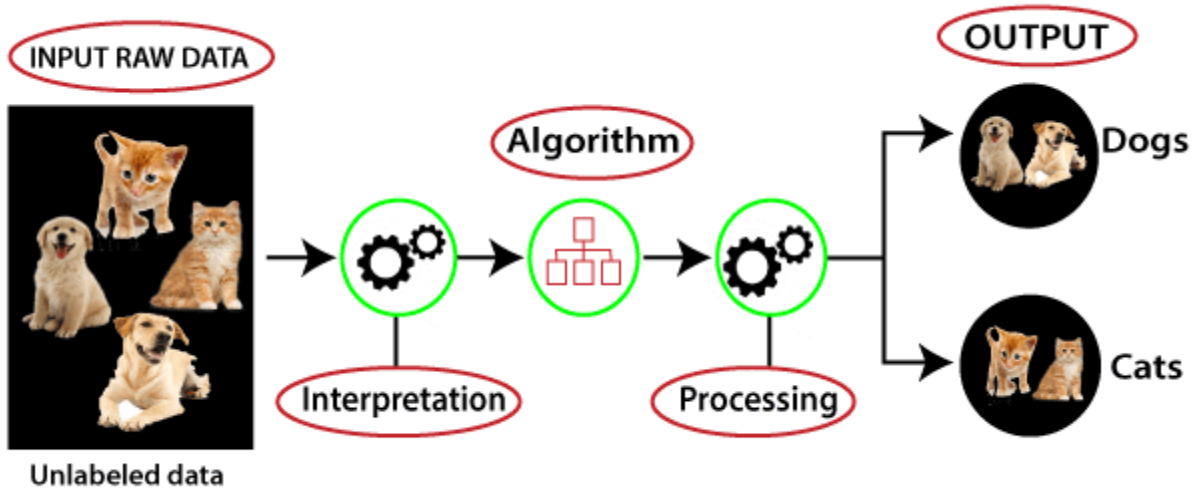 INPUT RAW DATA
OUTPUT
Algorithm
Dogs
Interpretation
Processing
Cats
Unlabeled data